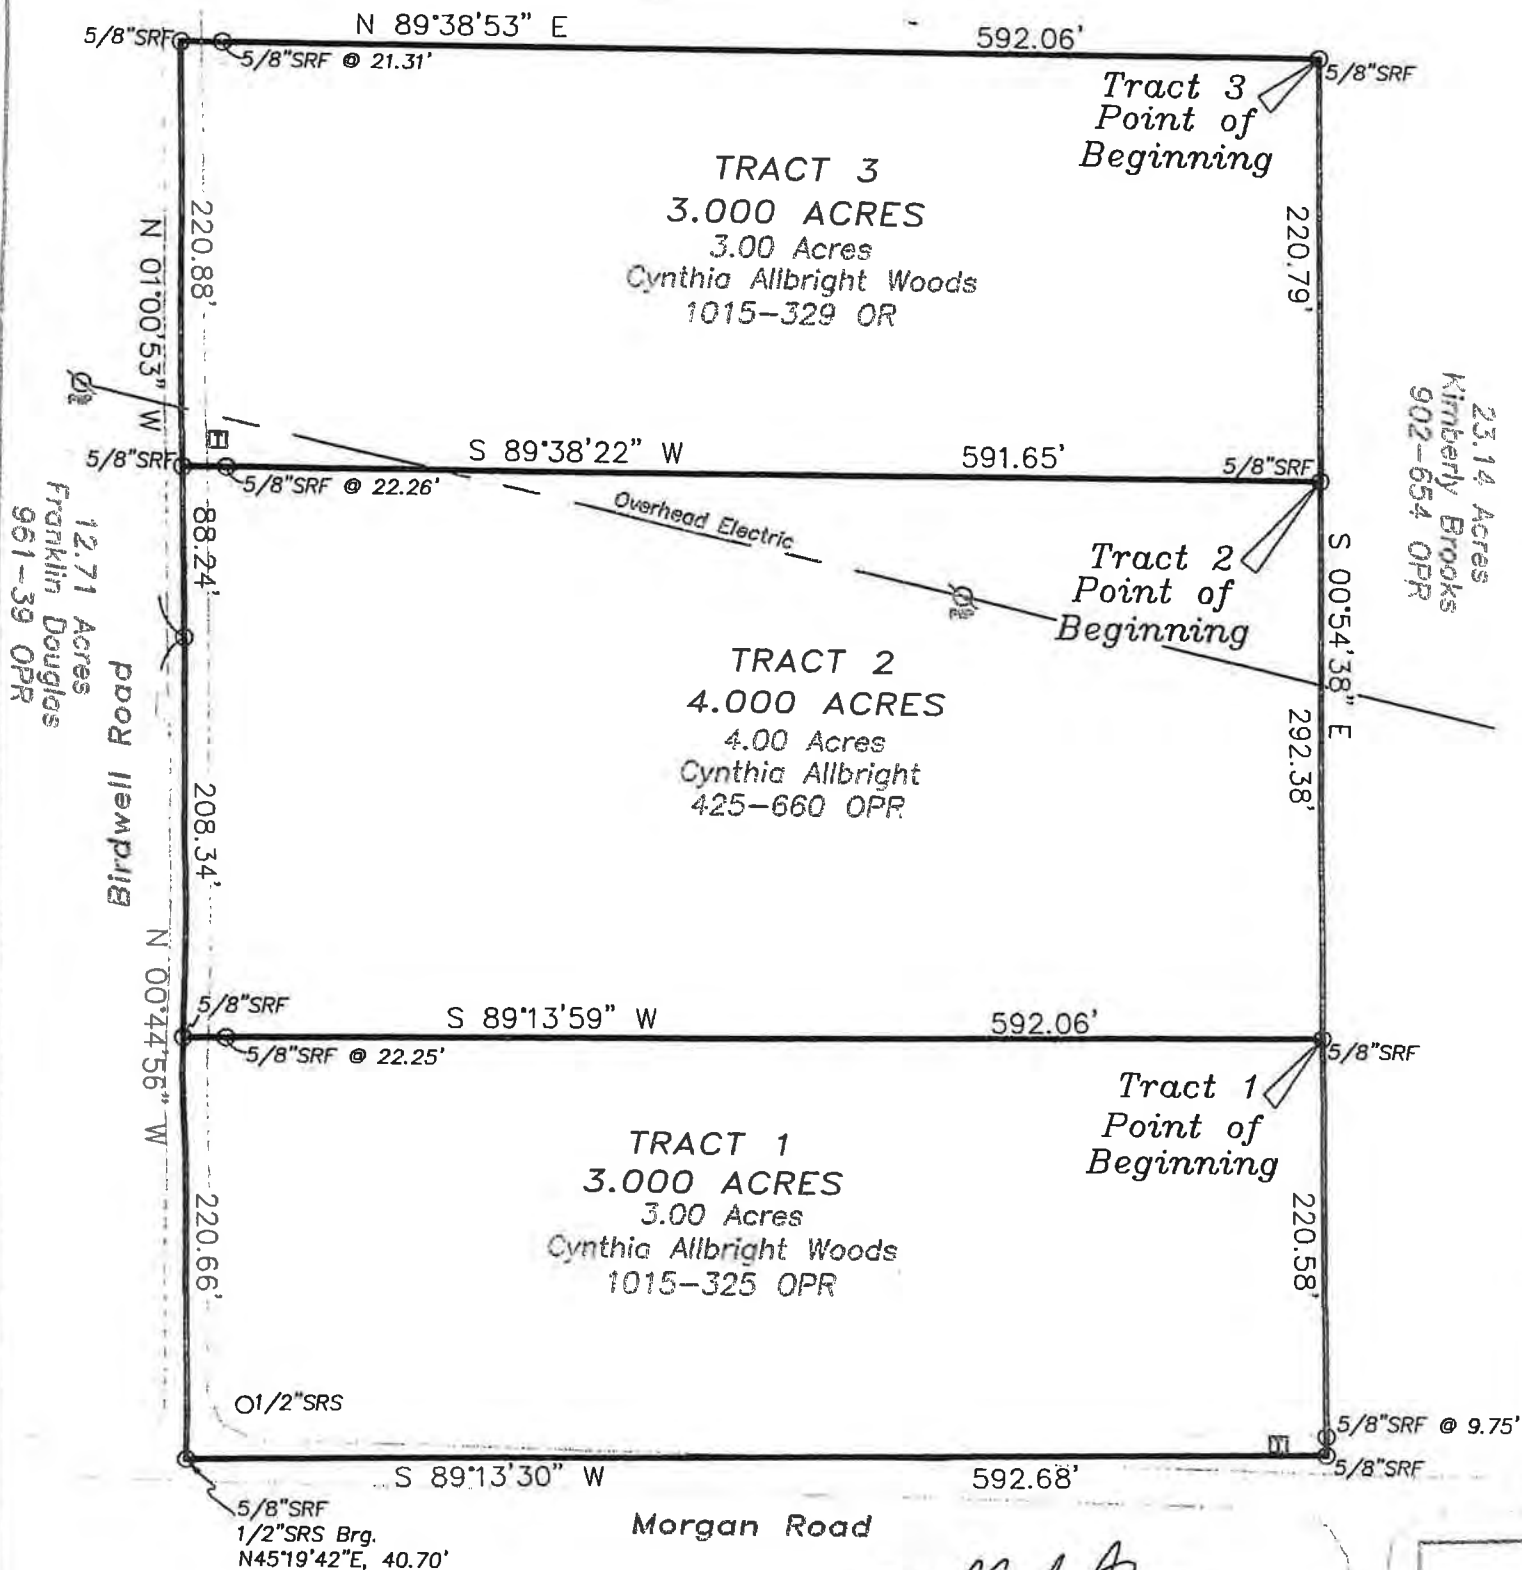 N 89°38'53" E
592.06'
5/8"SRF
5/8"SRF @ 21.31'
5/8"SRF
Tract 3
Point of
Beginning
TRACT 3
3.000 ACRES
3.00 Acres
Cynthia Allbright Woods
1015-329 OR
220.88'
N 01°00'53" W
220.79'
23.14 Acres
Kimberly Brooks
902-654 OPR
5/8"SRF
5/8"SRF @ 22.26'
S 89°38'22" W
591.65'
5/8"SRF
Overhead Electric
PWP
Tract 2
Point of
Beginning
S 00°54'38" E
292.38'
88.24'
208.34'
12.71 Acres
Franklin Douglas
961-39 OPR
Birdwell Road
TRACT 2
4.000 ACRES
4.00 Acres
Cynthia Allbright
425-660 OPR
N 00°44'56" W
5/8"SRF
5/8"SRF @ 22.25'
S 89°13'59" W
592.06'
5/8"SRF
Tract 1
Point of
Beginning
TRACT 1
3.000 ACRES
3.00 Acres
Cynthia Allbright Woods
1015-325 OPR
220.66'
220.58'
1/2"SRS
T
T
5/8"SRF @ 9.75'
5/8"SRF
S 89°13'30" W
592.68'
5/8"SRF
1/2"SRS Brg.
N45°19'42"E, 40.70'
Morgan Road